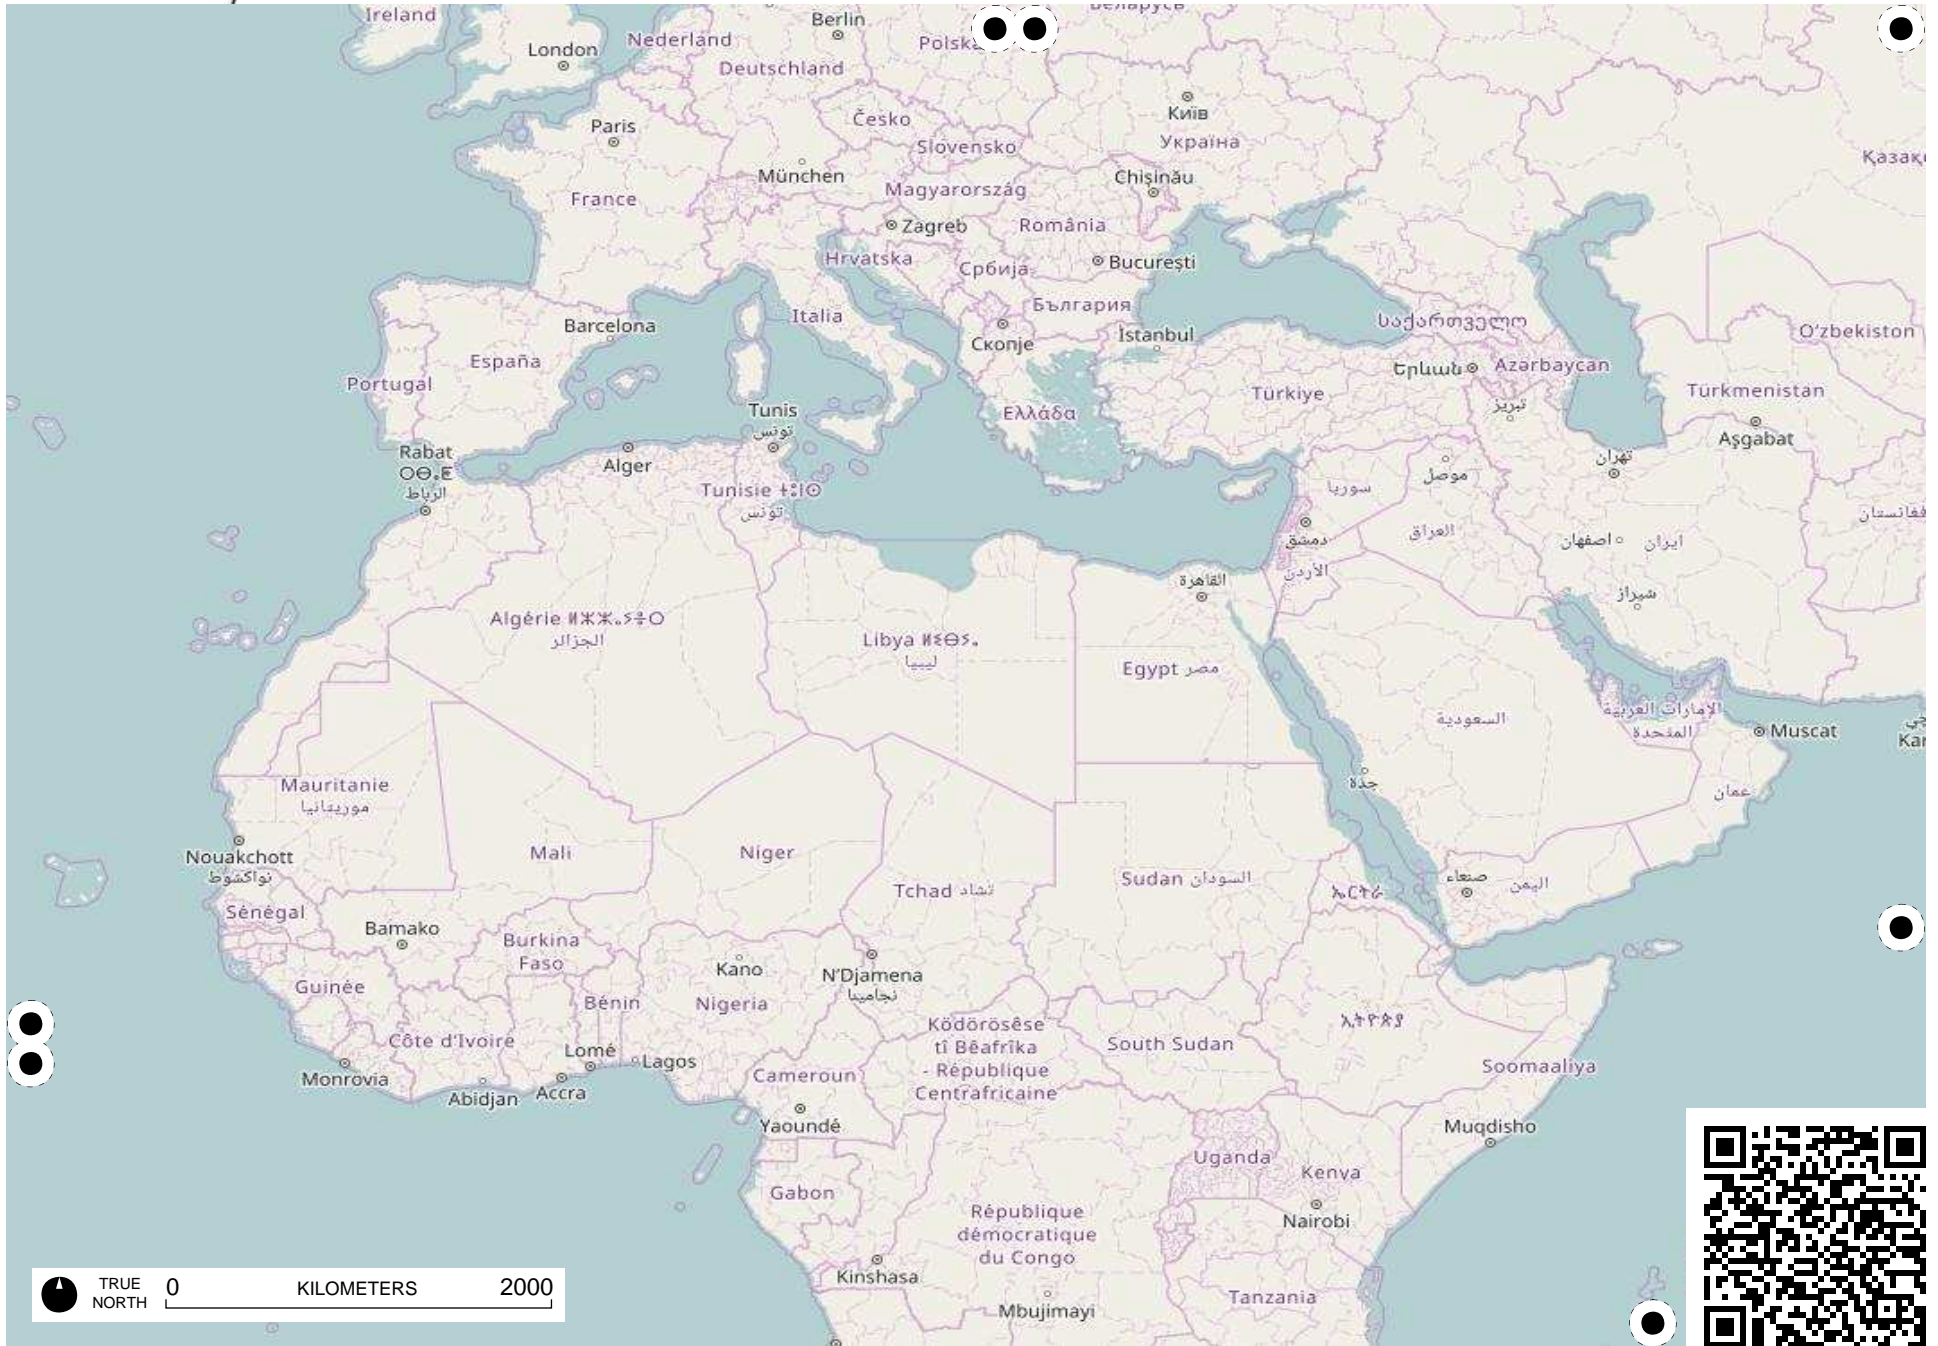 Ireland
London
Nederland
Berlin
Deutschland
Paris
Česko
Slovensko
Київ
Україна
München
Magyarország
Chișinău
France
Zagreb
România
Hrvatska
Србија
București
България
Italia
Barcelona
Скопје
İstanbul
საქართველო
O‘zbekiston
España
Երևան
Azərbaycan
Portugal
Türkiye
تبریز
Türkmenistan
Ελλάδα
Tunis
تونس
Aşgabat
Rabat
ⵔⴱⴰⵟ
الرباط
Alger
تهران
موصل
سوريا
Tunisie ⵜⵓⵏⵙ
تونس
دمشق
العراق
اصفهان
ایران
الأردن
القاهرة
شیراز
Algérie ⵍⵣⵣⴰⵢⴻⵔ
الجزائر
Libya ⵍⵉⴱⵢⴰ
ليبيا
Egypt مصر
السعودية
الإمارات العربية
المتحدة
Muscat
جدة
عمان
Mauritanie
موريتانيا
Nouakchott
نواكشوط
Mali
Niger
Tchad تشاد
Sudan السودان
ኤርትራ
صنعاء
اليمن
Sénégal
Bamako
Burkina
Faso
Kano
N'Djamena
نجامينا
Guinée
Bénin
Nigeria
Côte d'Ivoire
Lomé
Lagos
Monrovia
Abidjan
Accra
Cameroun
Yaoundé
Ködörösêse
tî Bêafrîka
- République
Centrafricaine
South Sudan
ኢትዮጵያ
Soomaaliya
Muqdisho
Uganda
Kenya
Nairobi
Gabon
République
démocratique
du Congo
Kinshasa
Mbujimayi
Tanzania
TRUE
NORTH
0 KILOMETERS 2000